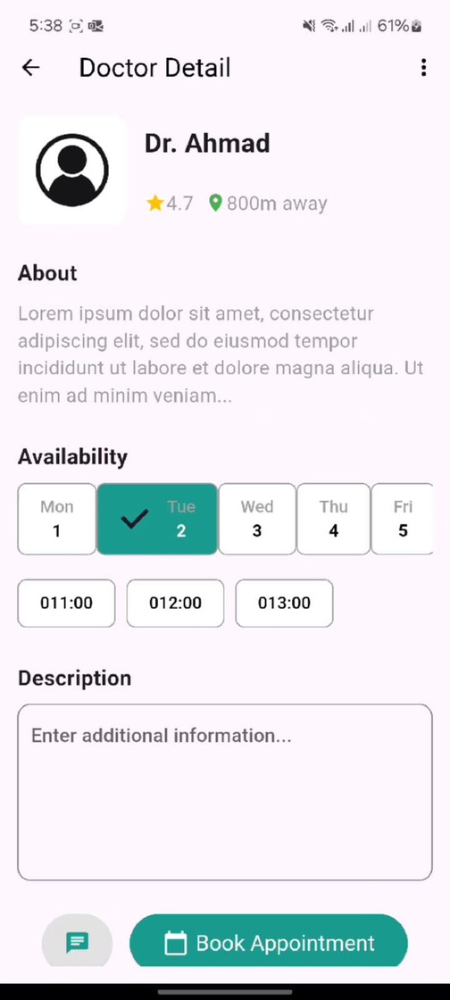 5:38 61%
Doctor Detail
Dr. Ahmad
4.7 800m away
About
Lorem ipsum dolor sit amet, consectetur
adipiscing elit, sed do eiusmod tempor
incididunt ut labore et dolore magna aliqua. Ut
enim ad minim veniam...
Availability
Mon Tue Wed Thu Fri
1 2 3 4 5
011:00 012:00 013:00
Description
Enter additional information...
Book Appointment